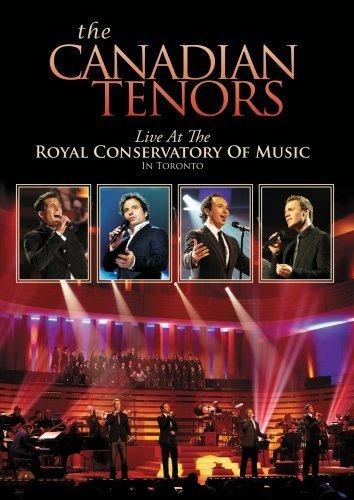 the
CANADIAN
TENORS
Live At The
ROYAL CONSERVATORY OF MUSIC
IN TORONTO